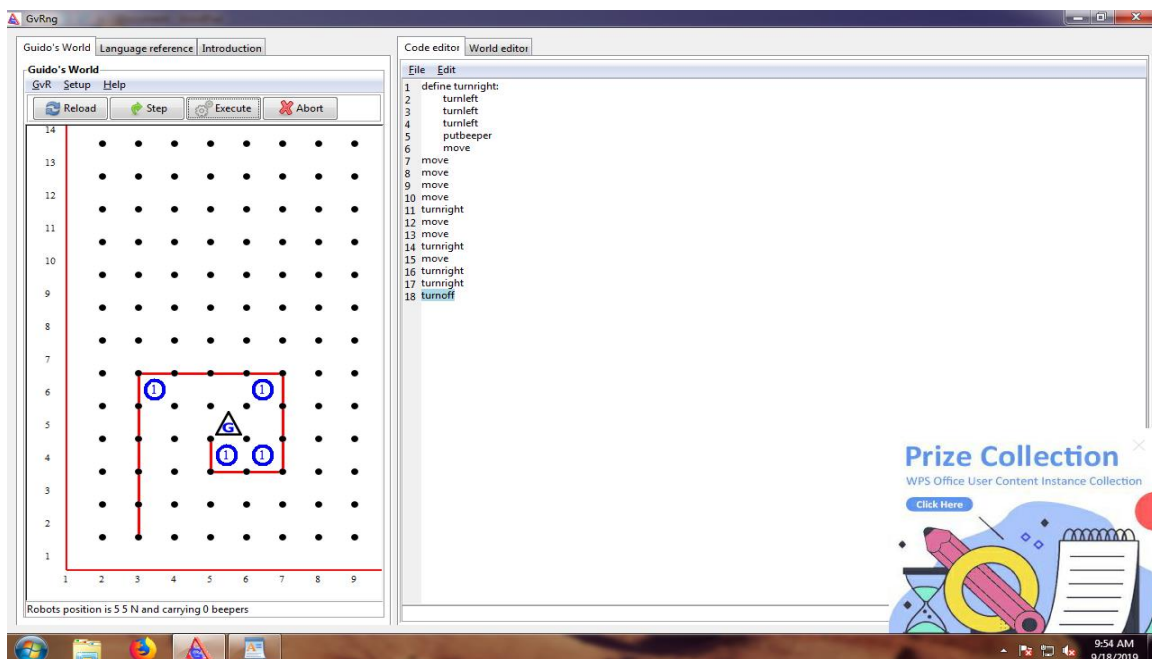 GvRng
Guido's World Language reference Introduction
Guido's World
GvR Setup Help
Reload Step Execute Abort
14
13
12
11
10
9
8
7
6
5
4
3
2
1
1 1
G
1 1
1 2 3 4 5 6 7 8 9
Robots position is 5 5 N and carrying 0 beepers
Code editor World editor
File Edit
1 define turnright:
2 turnleft
3 turnleft
4 turnleft
5 putbeeper
6 move
7 move
8 move
9 move
10 move
11 turnright
12 move
13 move
14 turnright
15 move
16 turnright
17 turnright
18 turnoff
Prize Collection
WPS Office User Content Instance Collection
Click Here
9:54 AM
9/18/2019